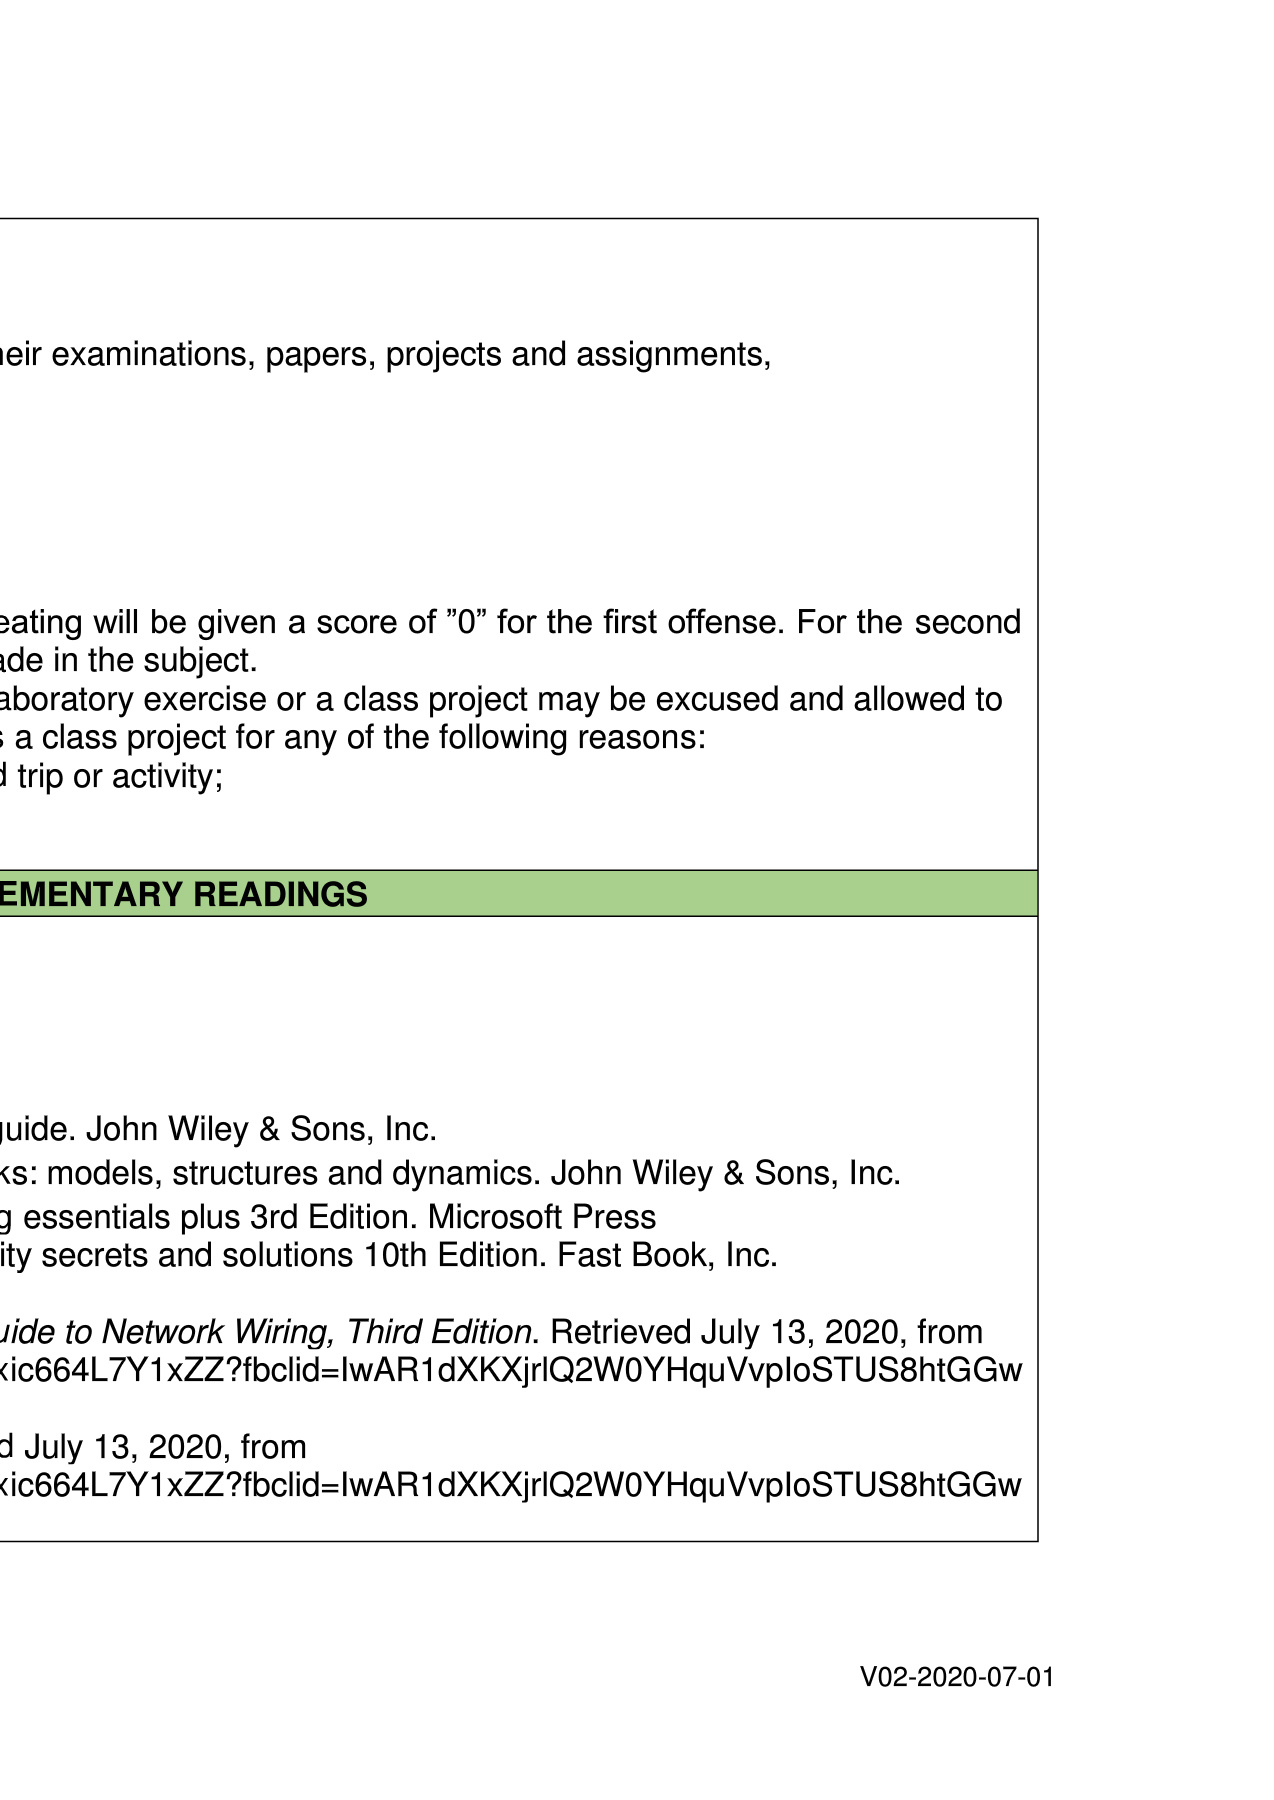 heir examinations, papers, projects and assignments,
eating will be given a score of ”0” for the first offense. For the second
ade in the subject.
aboratory exercise or a class project may be excused and allowed to
s a class project for any of the following reasons:
d trip or activity;
EMENTARY READINGS
guide. John Wiley & Sons, Inc.
ks: models, structures and dynamics. John Wiley & Sons, Inc.
g essentials plus 3rd Edition. Microsoft Press
ity secrets and solutions 10th Edition. Fast Book, Inc.
uide to Network Wiring, Third Edition. Retrieved July 13, 2020, from
xic664L7Y1xZZ?fbclid=IwAR1dXKXjrlQ2W0YHquVvpIoSTUS8htGGw
d July 13, 2020, from
xic664L7Y1xZZ?fbclid=IwAR1dXKXjrlQ2W0YHquVvpIoSTUS8htGGw
V02-2020-07-01